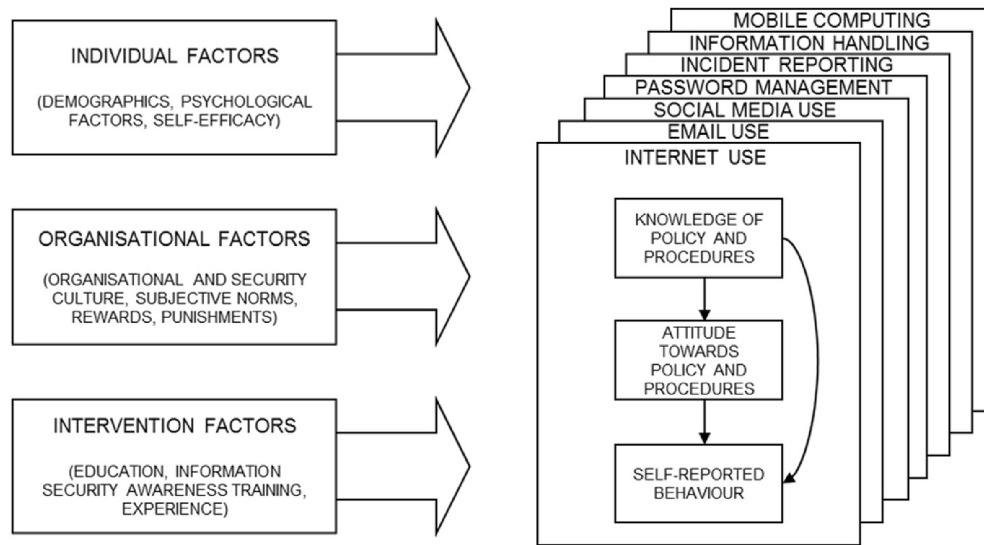 INDIVIDUAL FACTORS
(DEMOGRAPHICS, PSYCHOLOGICAL
FACTORS, SELF-EFFICACY)
ORGANISATIONAL FACTORS
(ORGANISATIONAL AND SECURITY
CULTURE, SUBJECTIVE NORMS,
REWARDS, PUNISHMENTS)
INTERVENTION FACTORS
(EDUCATION, INFORMATION
SECURITY AWARENESS TRAINING,
EXPERIENCE)
MOBILE COMPUTING
INFORMATION HANDLING
INCIDENT REPORTING
PASSWORD MANAGEMENT
SOCIAL MEDIA USE
EMAIL USE
INTERNET USE
KNOWLEDGE OF
POLICY AND
PROCEDURES
ATTITUDE
TOWARDS
POLICY AND
PROCEDURES
SELF-REPORTED
BEHAVIOUR